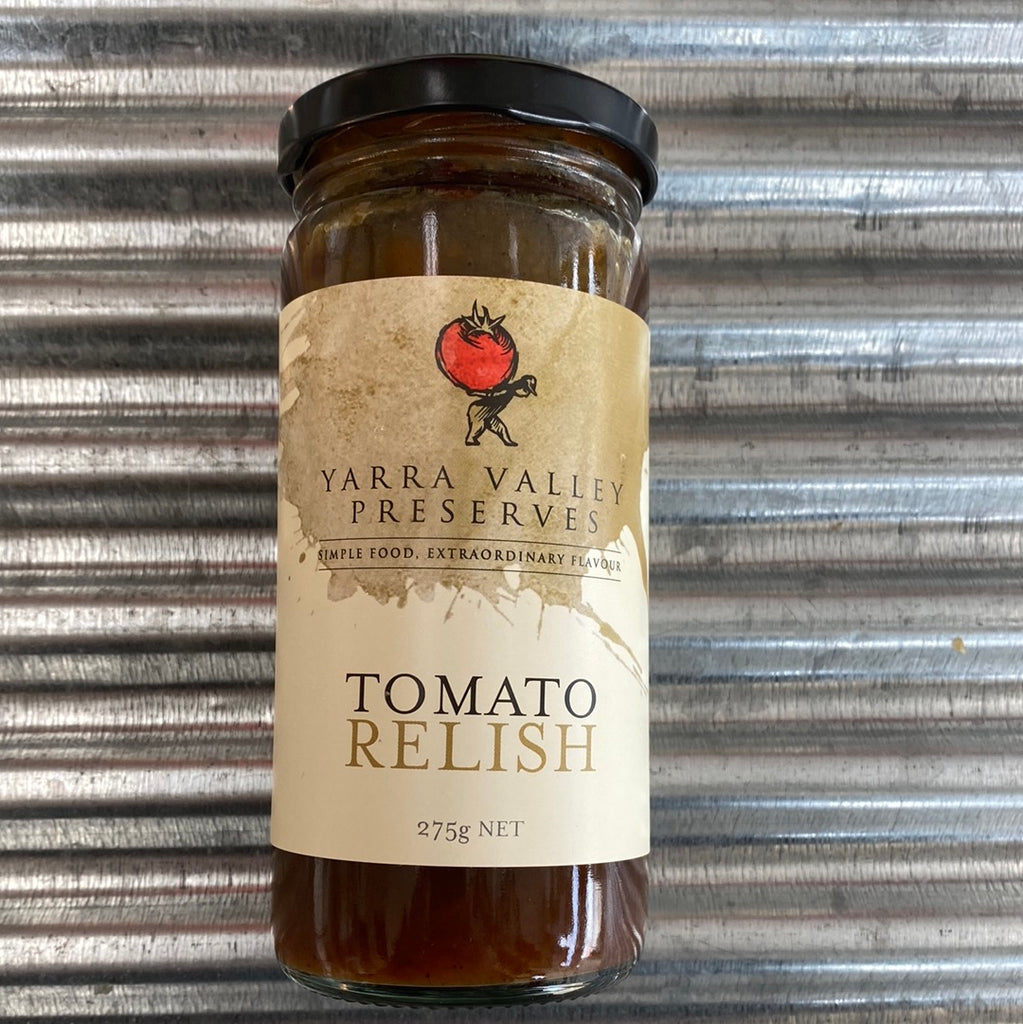 YARRA VALLEY
PRESERVES
SIMPLE FOOD, EXTRAORDINARY FLAVOUR
TOMATO
RELISH
275g NET